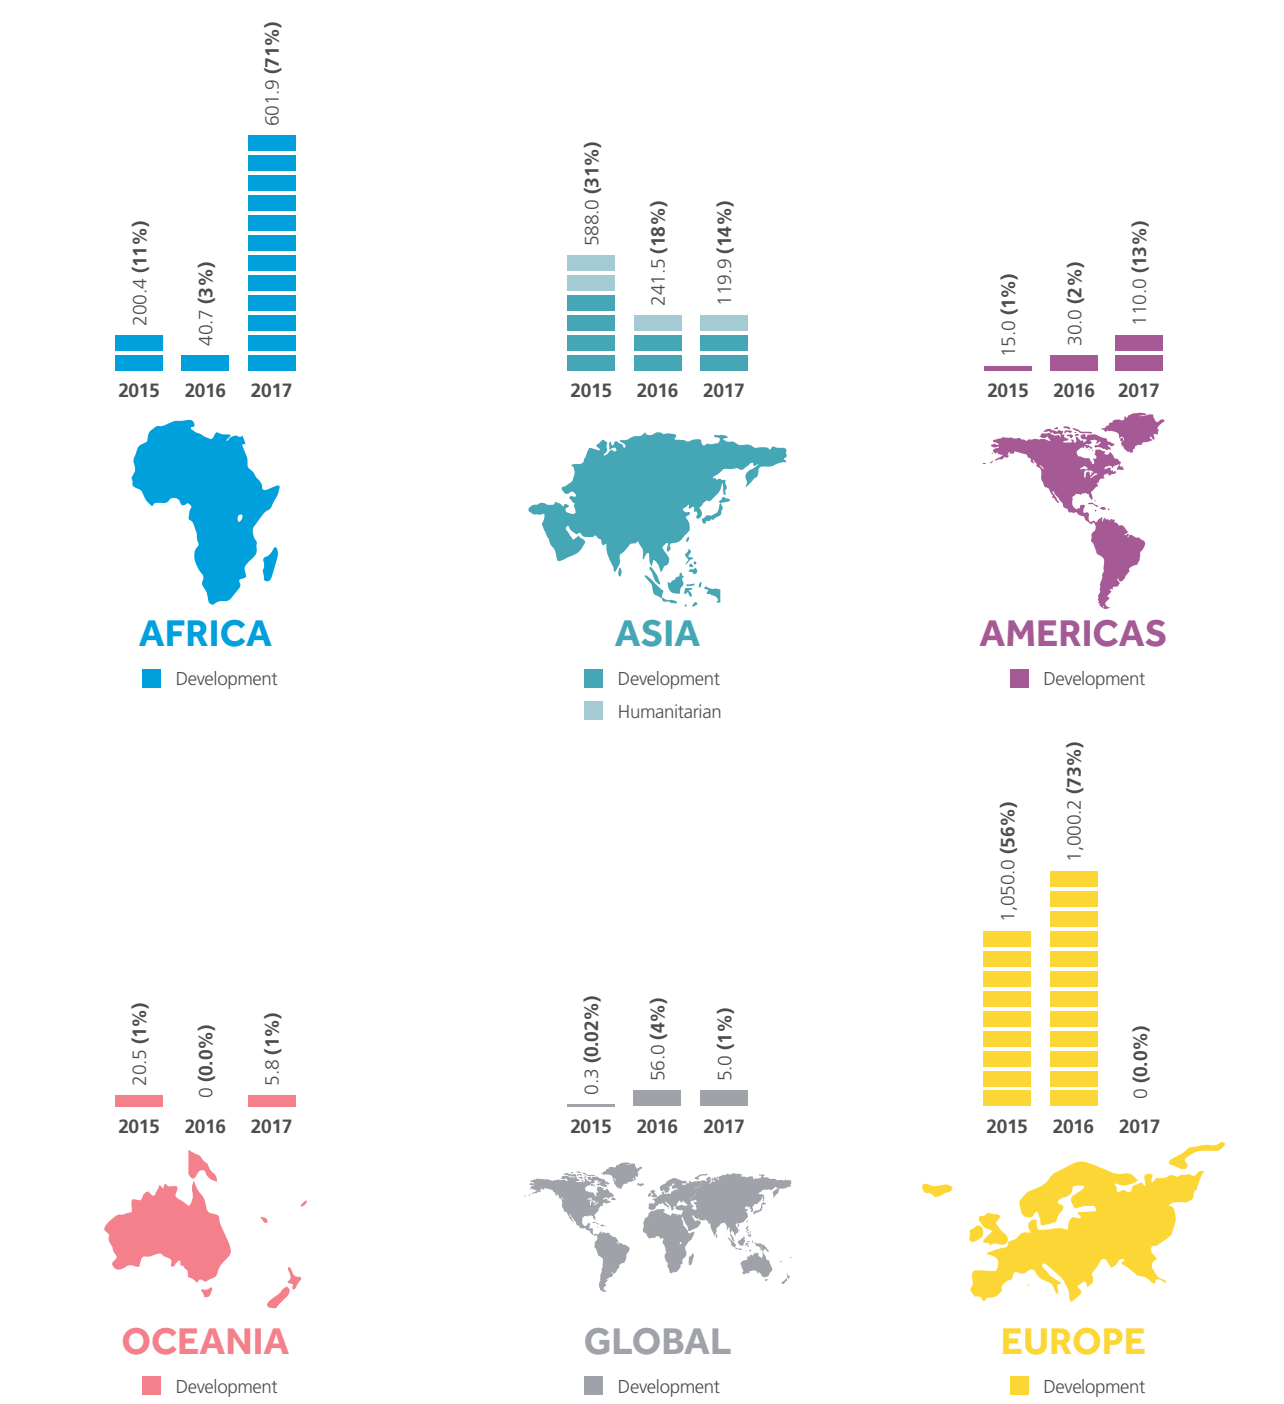 200.4 (11%)
40.7 (3%)
601.9 (71%)
2015
2016
2017
AFRICA
Development
588.0 (31%)
241.5 (18%)
119.9 (14%)
2015
2016
2017
ASIA
Development
Humanitarian
15.0 (1%)
30.0 (2%)
110.0 (13%)
2015
2016
2017
AMERICAS
Development
20.5 (1%)
0 (0.0%)
5.8 (1%)
2015
2016
2017
OCEANIA
Development
0.3 (0.02%)
56.0 (4%)
5.0 (1%)
2015
2016
2017
GLOBAL
Development
1,050.0 (56%)
1,000.2 (73%)
0 (0.0%)
2015
2016
2017
EUROPE
Development